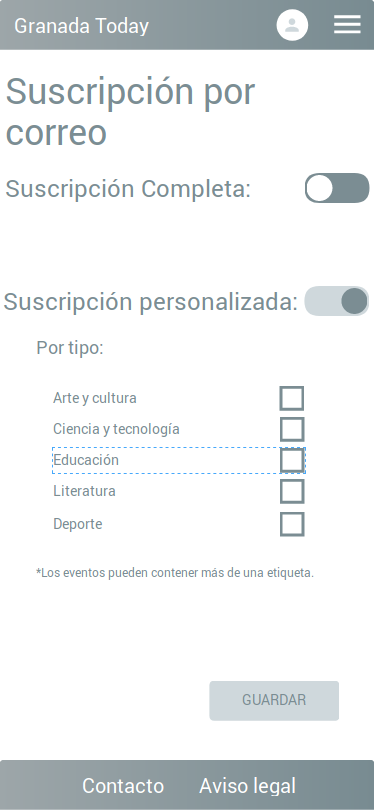 Granada Today
Suscripción por
correo
Suscripción Completa:
Suscripción personalizada:
Por tipo:
Arte y cultura
Ciencia y tecnología
Educación
Literatura
Deporte
*Los eventos pueden contener más de una etiqueta.
GUARDAR
Contacto Aviso legal